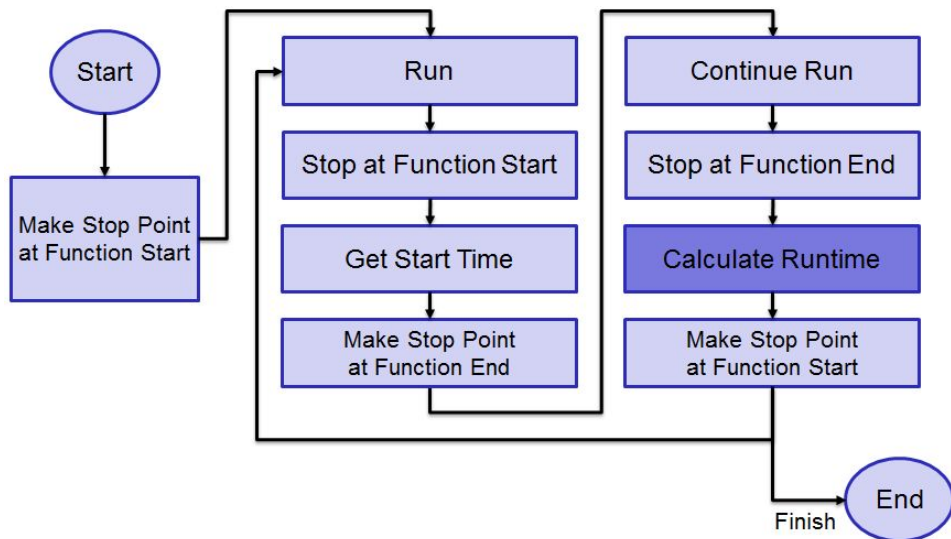 Start
Make Stop Point
at Function Start
Run
Stop at Function Start
Get Start Time
Make Stop Point
at Function End
Continue Run
Stop at Function End
Calculate Runtime
Make Stop Point
at Function Start
Finish
End